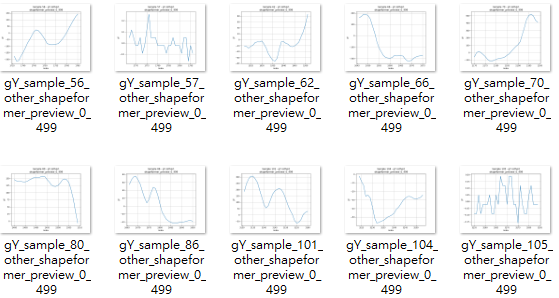 gY_sample_56_
other_shapefor
mer_preview_0_
499
gY_sample_57_
other_shapefor
mer_preview_0_
499
gY_sample_62_
other_shapefor
mer_preview_0_
499
gY_sample_66_
other_shapefor
mer_preview_0_
499
gY_sample_70_
other_shapefor
mer_preview_0_
499
gY_sample_80_
other_shapefor
mer_preview_0_
499
gY_sample_86_
other_shapefor
mer_preview_0_
499
gY_sample_101_
other_shapefor
mer_preview_0_
499
gY_sample_104_
other_shapefor
mer_preview_0_
499
gY_sample_105_
other_shapefor
mer_preview_0_
499